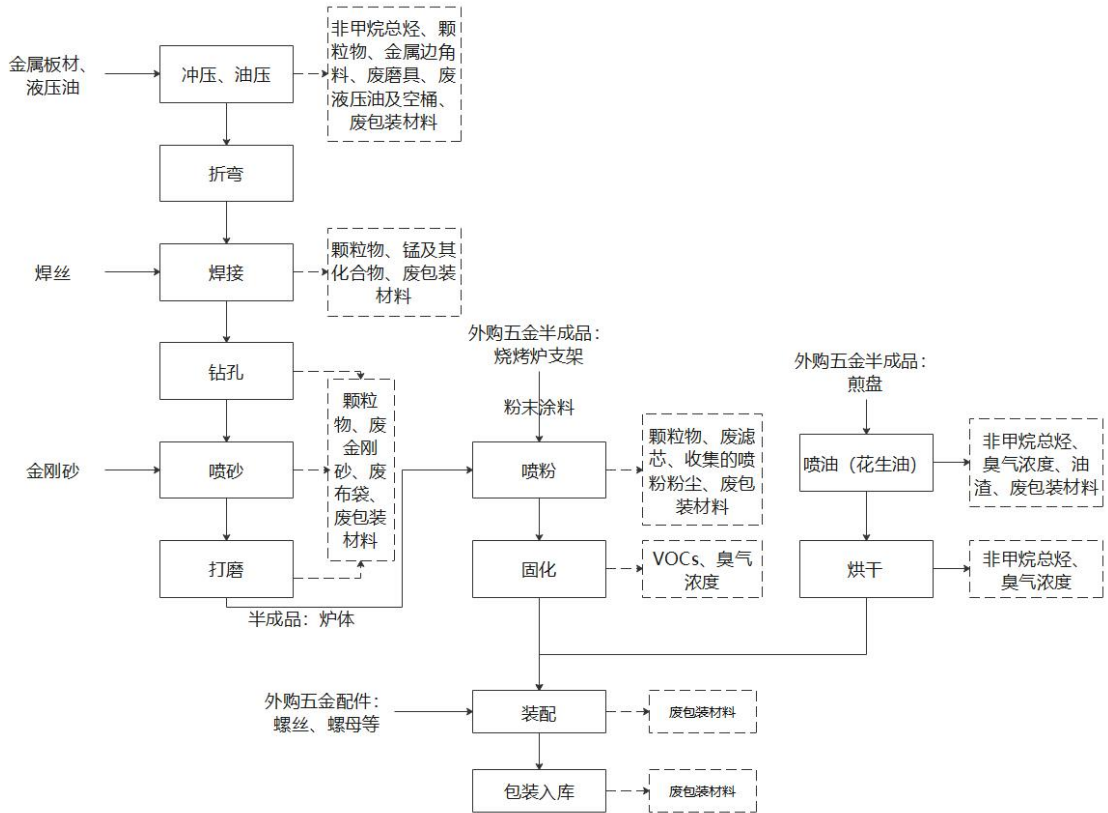 金属板材、
液压油
冲压、油压
非甲烷总烃、颗
粒物、金属边角
料、废磨具、废
液压油及空桶、
废包装材料
折弯
焊丝
焊接
颗粒物、锰及其
化合物、废包装
材料
钻孔
颗粒
物、废
金刚
砂、废
布袋、
废包装
材料
金刚砂
喷砂
打磨
半成品：炉体
外购五金半成品：
烧烤炉支架
粉末涂料
喷粉
颗粒物、废滤
芯、收集的喷
粉粉尘、废包
装材料
固化
VOCs、臭气
浓度
外购五金半成品：
煎盘
喷油（花生油）
非甲烷总烃、
臭气浓度、油
渣、废包装材料
烘干
非甲烷总烃、
臭气浓度
外购五金配件：
螺丝、螺母等
装配
废包装材料
包装入库
废包装材料